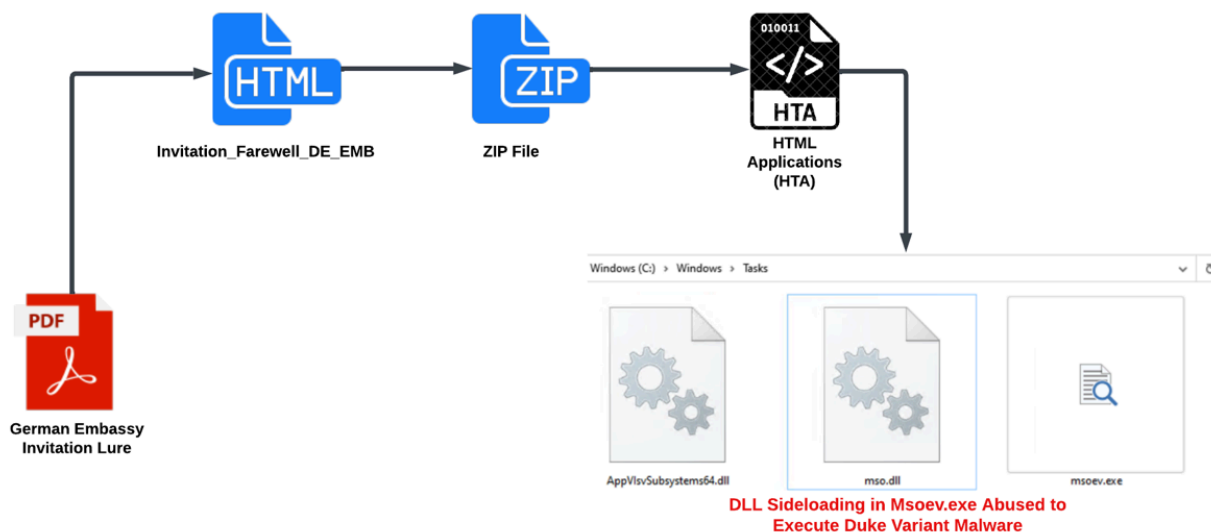 010011
HTML
ZIP
</>
HTA
Invitation_Farewell_DE_EMB
ZIP File
HTML
Applications
(HTA)
Windows (C:) › Windows › Tasks
PDF
German Embassy
Invitation Lure
AppVIsvSubsystems64.dll
mso.dll
msoev.exe
DLL Sideloading in Msoev.exe Abused to
Execute Duke Variant Malware